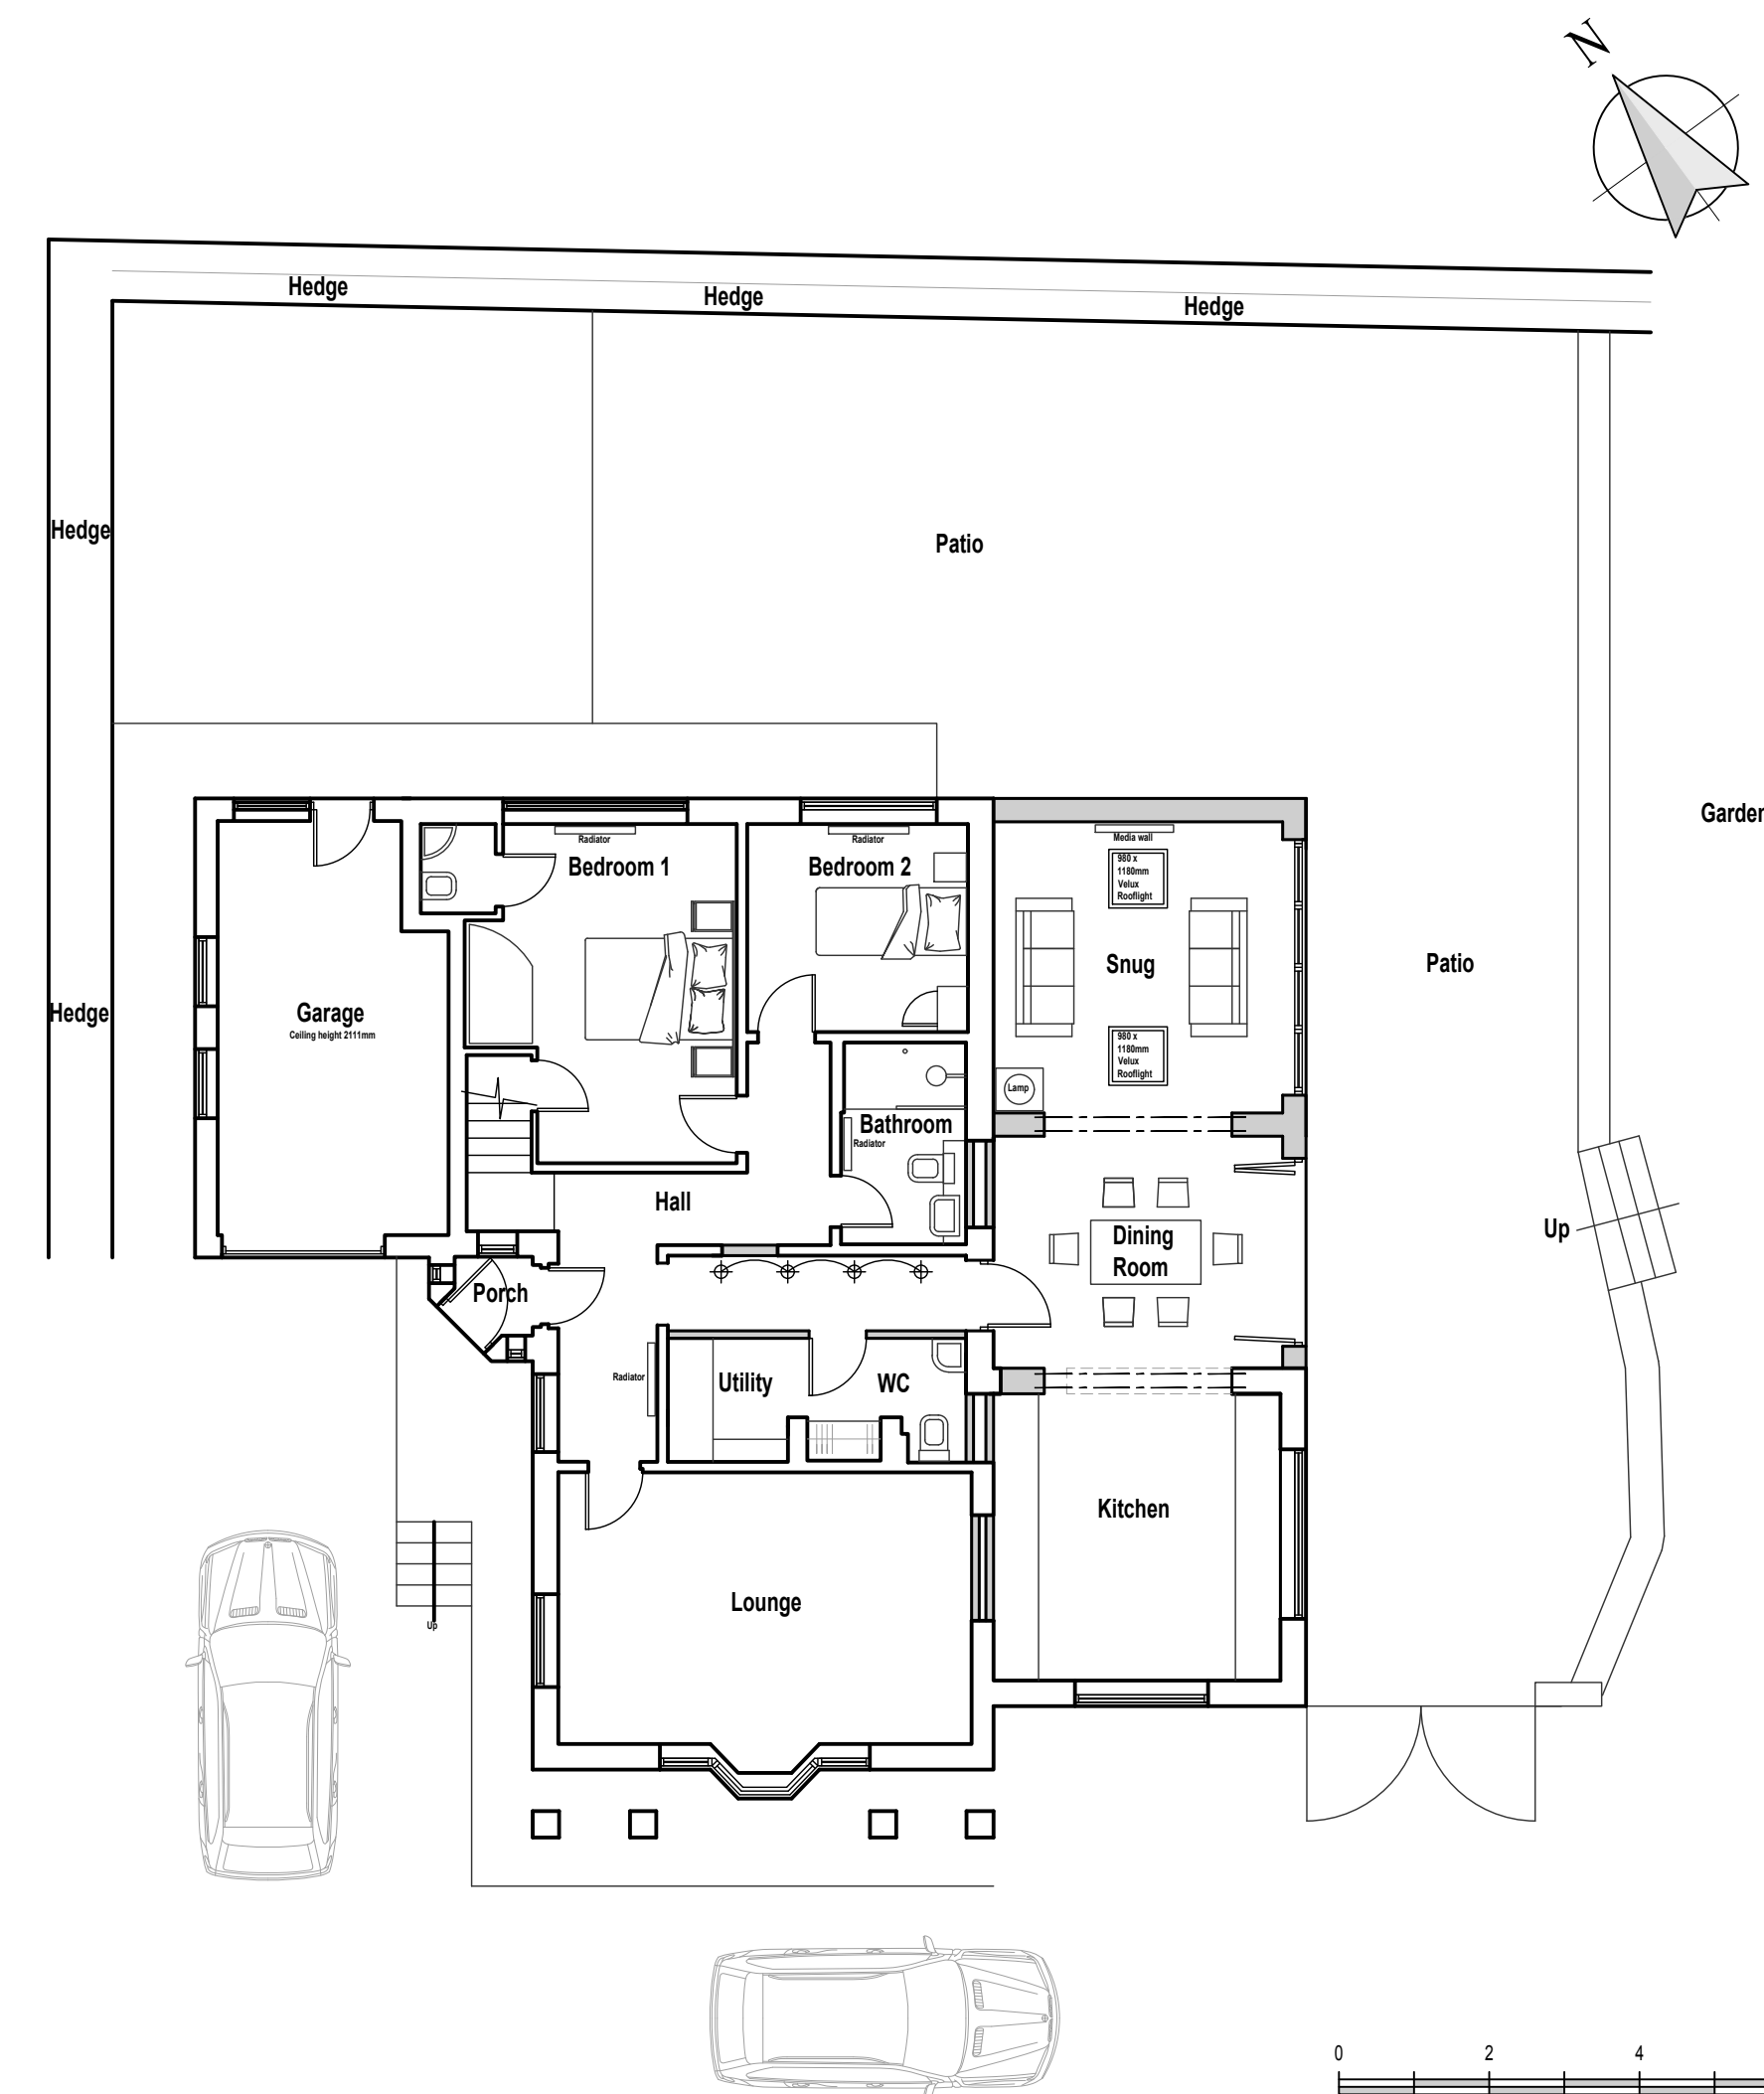 N
Hedge
Hedge
Hedge
Hedge
Patio
Garden
Radiator
Bedroom 1
Radiator
Bedroom 2
Media wall
980 x
1180mm
Velux
Rooflight
Snug
Patio
Hedge
Garage
Ceiling height 2111mm
980 x
1180mm
Velux
Rooflight
Lamp
Bathroom
Radiator
Hall
Dining
Room
Up
Porch
Radiator
Utility
WC
Kitchen
Lounge
Up
0 2 4